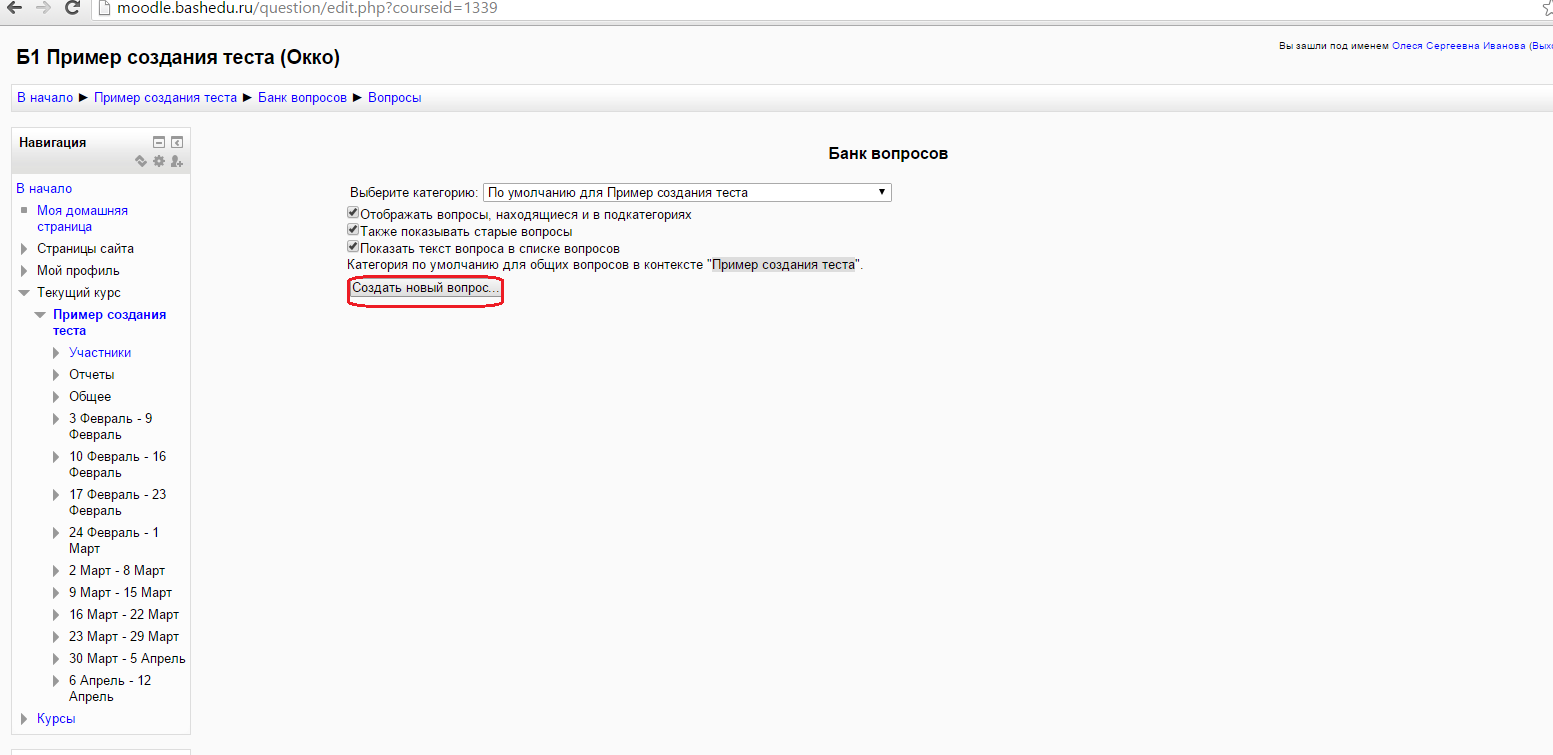 moodle.bashedu.ru/question/edit.php?courseid=1339
Б1 Пример создания теста (Окко)
Вы зашли под именем Олеся Сергеевна Иванова (Вых
В начало ► Пример создания теста ► Банк вопросов ► Вопросы
Навигация
В начало
Моя домашняя
страница
Страницы сайта
Мой профиль
Текущий курс
Пример создания
теста
Участники
Отчеты
Общее
3 Февраль - 9
Февраль
10 Февраль - 16
Февраль
17 Февраль - 23
Февраль
24 Февраль - 1
Март
2 Март - 8 Март
9 Март - 15 Март
16 Март - 22 Март
23 Март - 29 Март
30 Март - 5 Апрель
6 Апрель - 12
Апрель
Курсы
Банк вопросов
Выберите категорию: По умолчанию для Пример создания теста
Отображать вопросы, находящиеся и в подкатегориях
Также показывать старые вопросы
Показать текст вопроса в списке вопросов
Категория по умолчанию для общих вопросов в контексте "Пример создания теста".
Создать новый вопрос...